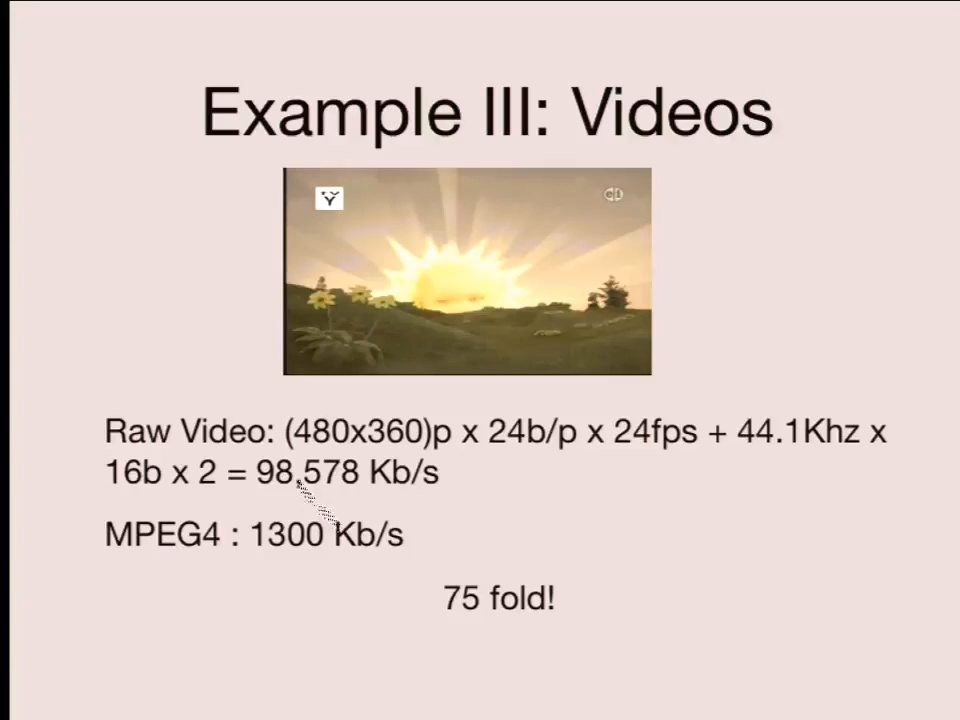 Example III: Videos
Y
Raw Video: (480x360)p x 24b/p x 24fps + 44.1Khz x
16b x 2 = 98,578 Kb/s
MPEG4 : 1300 Kb/s
75 fold!